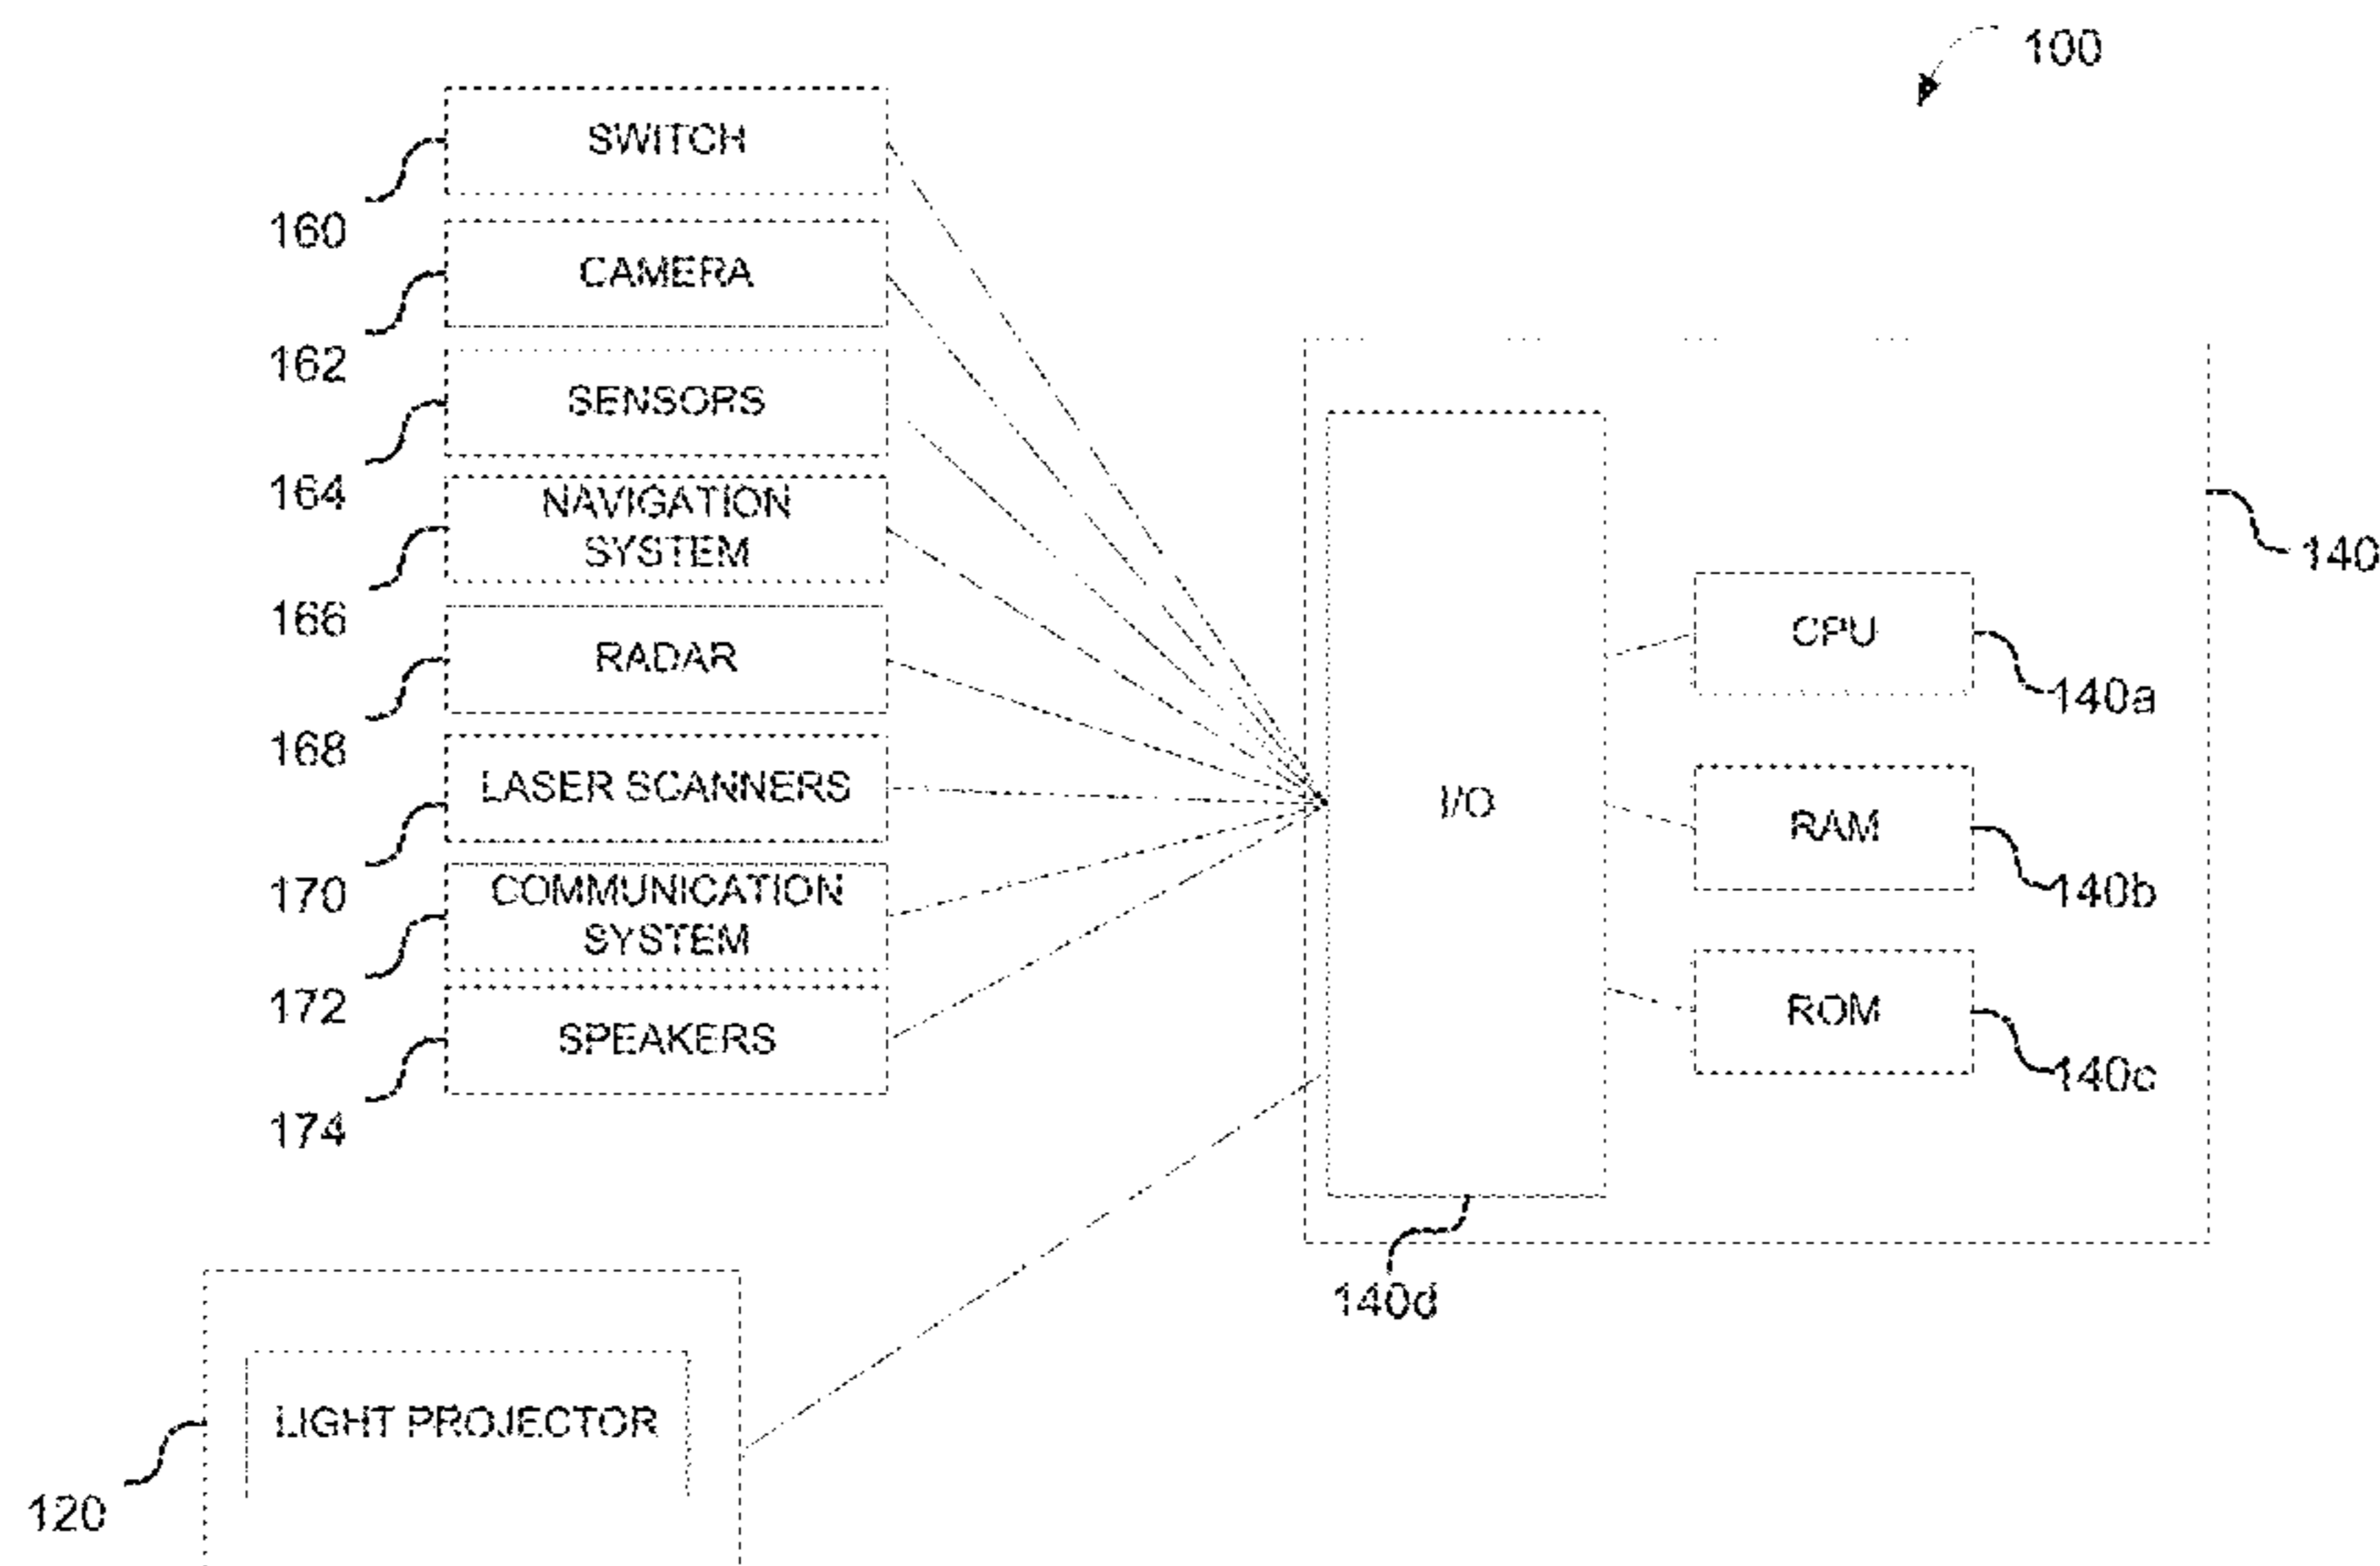 100
SWITCH
160
CAMERA
162
SENSORS
164
NAVIGATION
SYSTEM
166
RADAR
168
LASER SCANNERS
170
COMMUNICATION
SYSTEM
172
SPEAKERS
174
I/O
CPU
RAM
ROM
140
140a
140b
140c
140d
LIGHT PROJECTOR
120